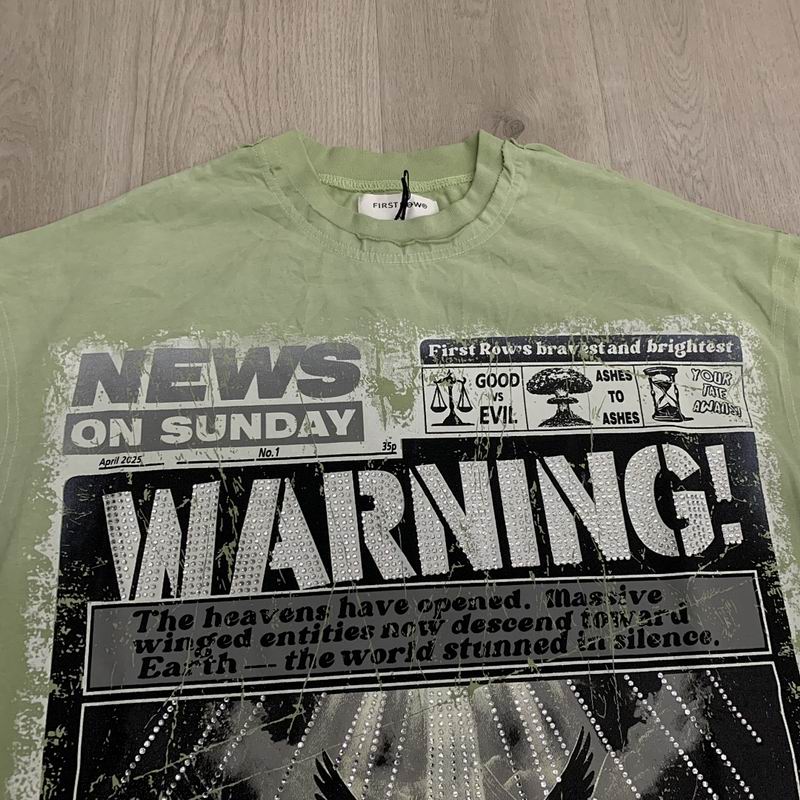 FIRST ROW®
NEWS
ON SUNDAY
April 2025
No.1
35p
First Row's bravest and brightest
GOOD
VS
EVIL
ASHES
TO
ASHES
YOUR
FATE
AWAITS!
WARNING!
The heavens have opened. Massive
winged entities now descend toward
Earth — the world stunned in silence.